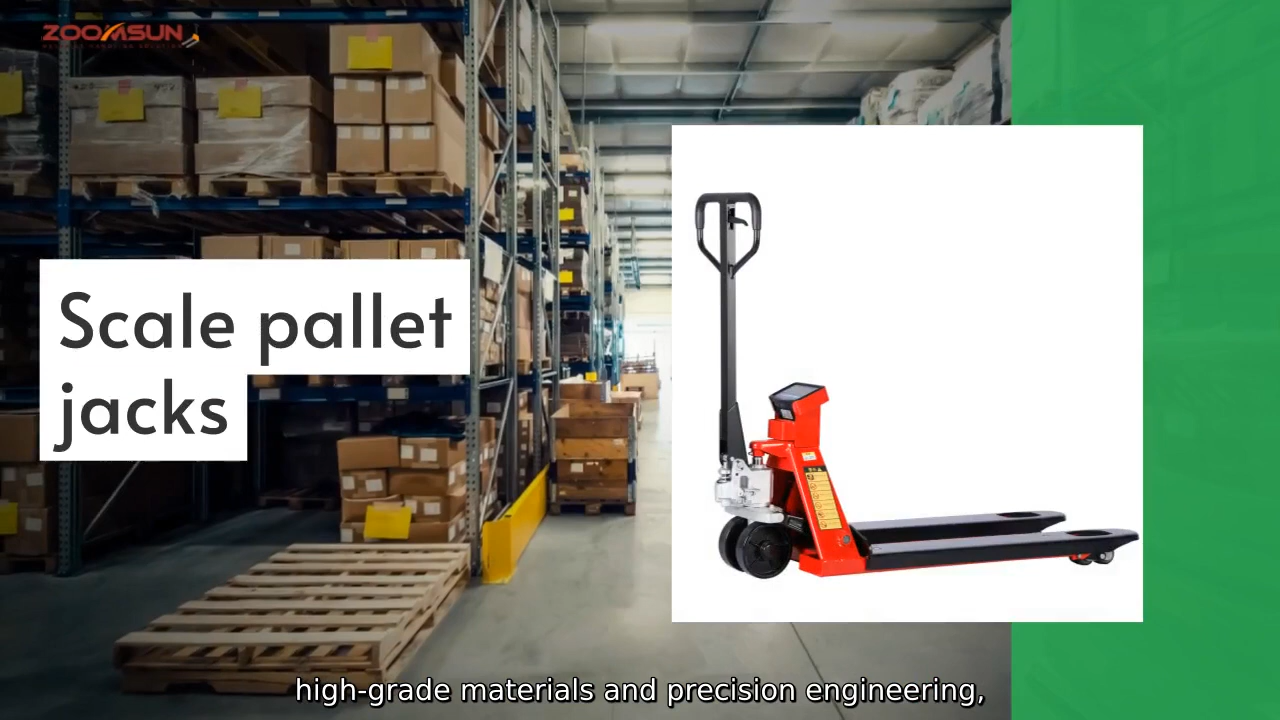 ZOOMSUN
Scale pallet
jacks
high-grade materials and precision engineering,